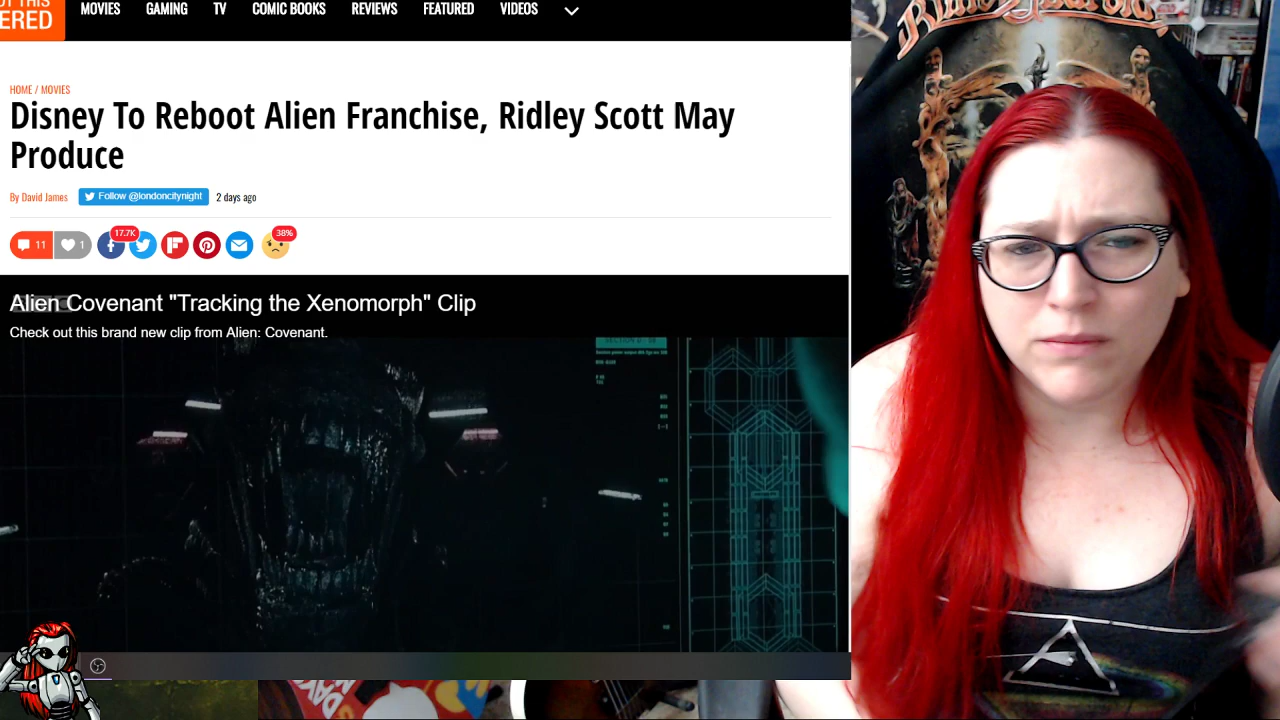 ERED
MOVIES GAMING TV COMIC BOOKS REVIEWS FEATURED VIDEOS
HOME / MOVIES
Disney To Reboot Alien Franchise, Ridley Scott May
Produce
By David James Follow @londoncitynight 2 days ago
11 1 17.7K 38%
Alien Covenant "Tracking the Xenomorph" Clip
Check out this brand new clip from Alien: Covenant.